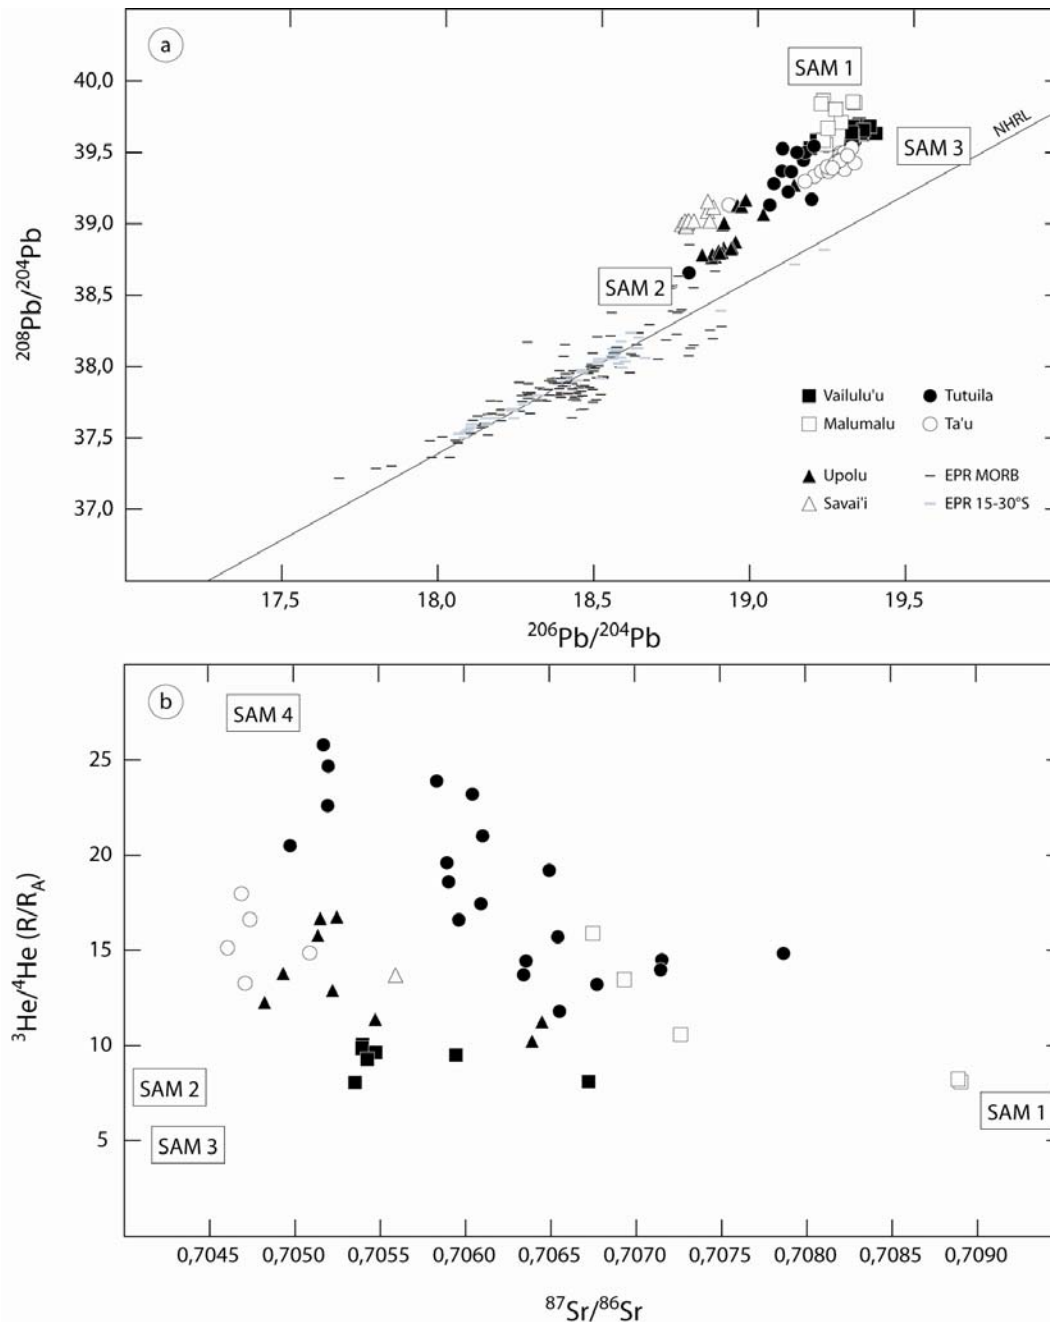 a
SAM 1
40,0
NHRL
39,5
SAM 3
39,0
208Pb/204Pb
38,5
SAM 2
38,0
Vailulu'u
Tutuila
Malumalu
Ta'u
37,5
Upolu
EPR MORB
37,0
Savai'i
EPR 15-30°S
17,5 18,0 18,5 19,0 19,5
206Pb/204Pb
b
SAM 4
25
20
3He/4He (R/RA)
15
10
SAM 2
SAM 1
5
SAM 3
0,7045 0,7050 0,7055 0,7060 0,7065 0,7070 0,7075 0,7080 0,7085 0,7090
87Sr/86Sr